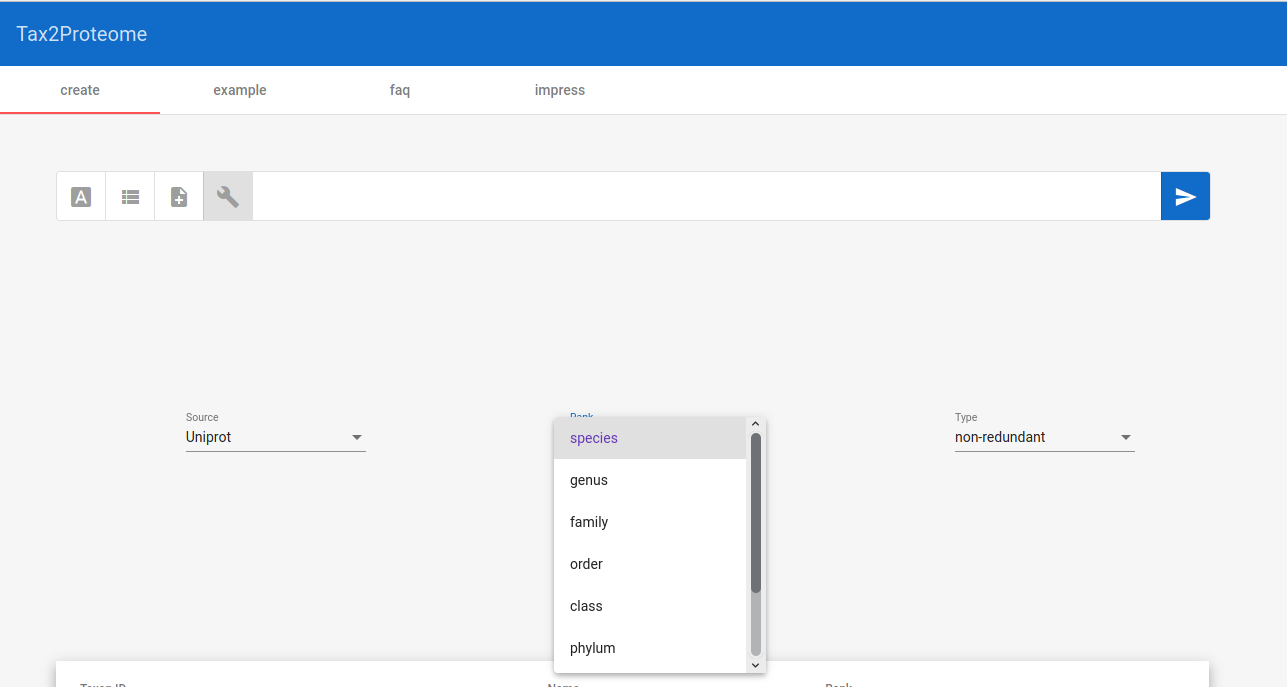 Tax2Proteome
create example faq impress
Source
Uniprot
Rank
species
genus
family
order
class
phylum
Type
non-redundant
Taxon ID Name Rank